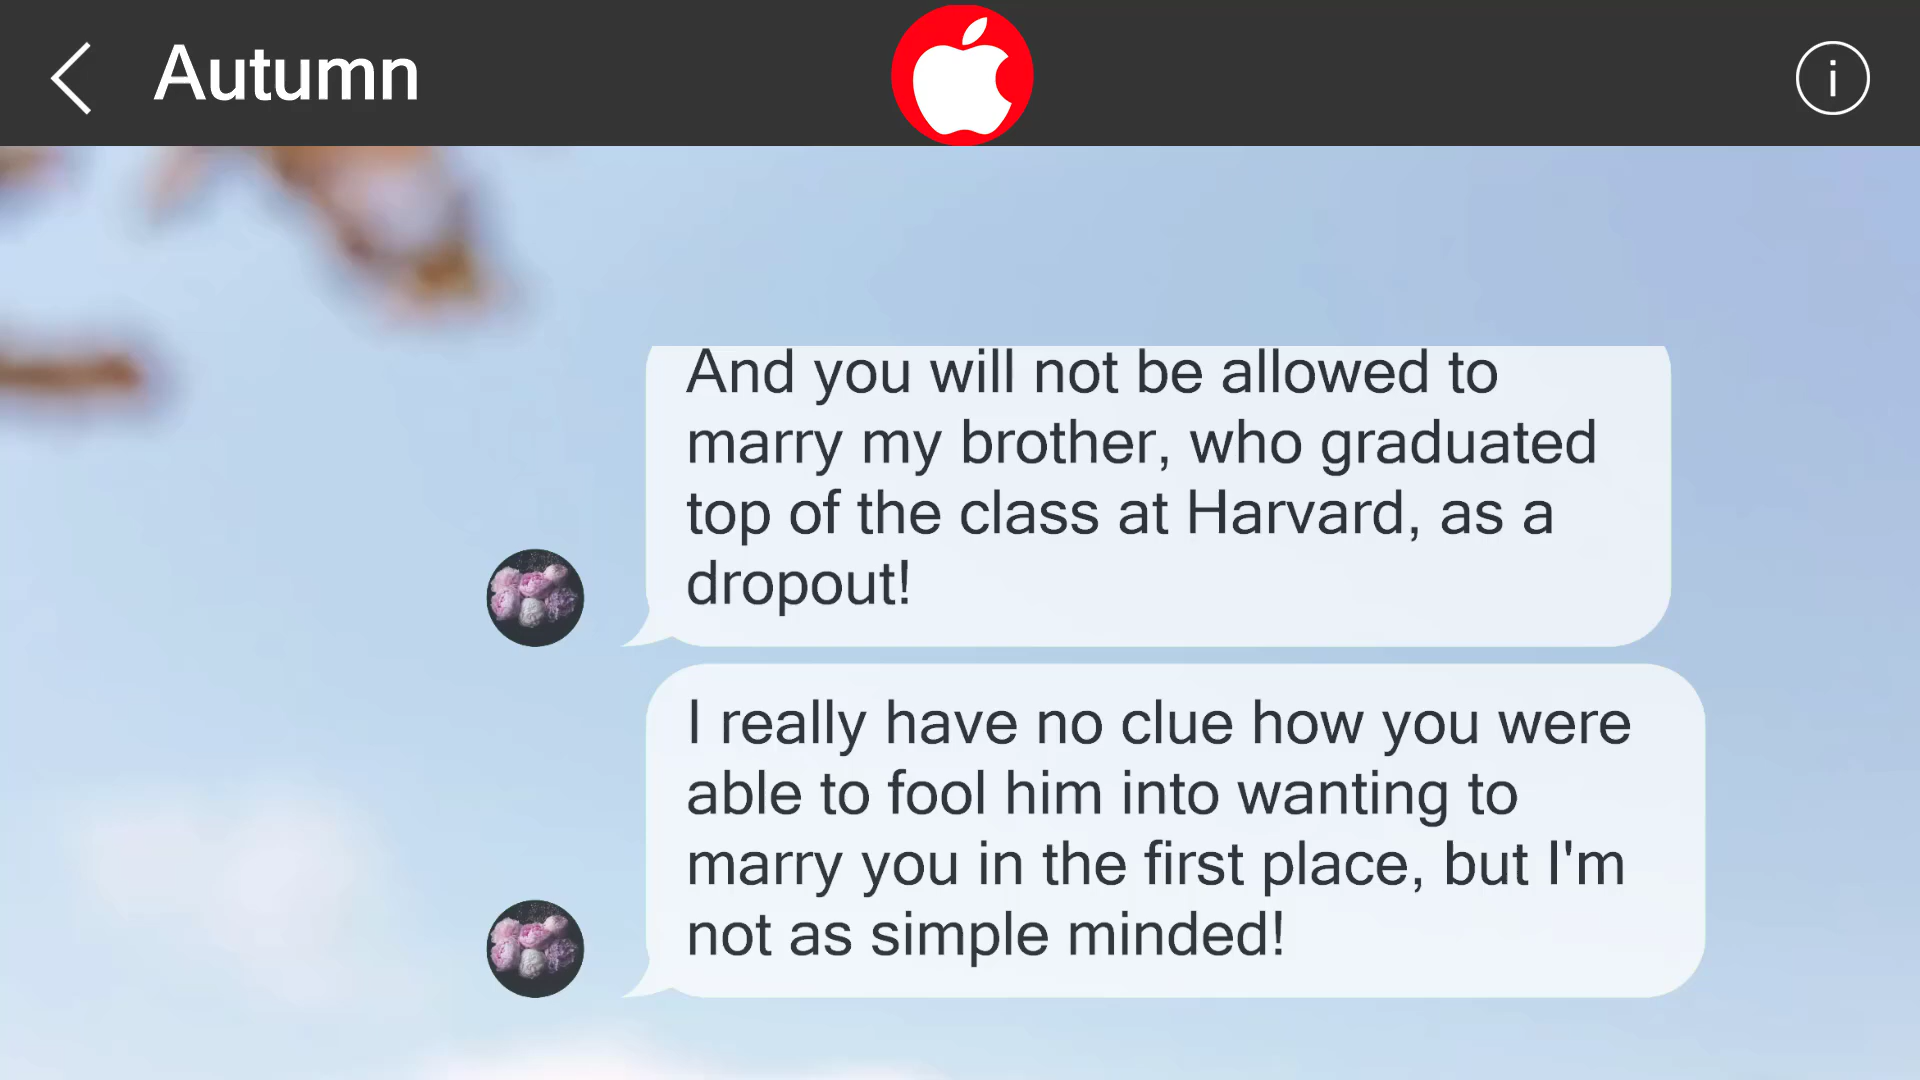 Autumn
i
And you will not be allowed to
marry my brother, who graduated
top of the class at Harvard, as a
dropout!
I really have no clue how you were
able to fool him into wanting to
marry you in the first place, but I'm
not as simple minded!